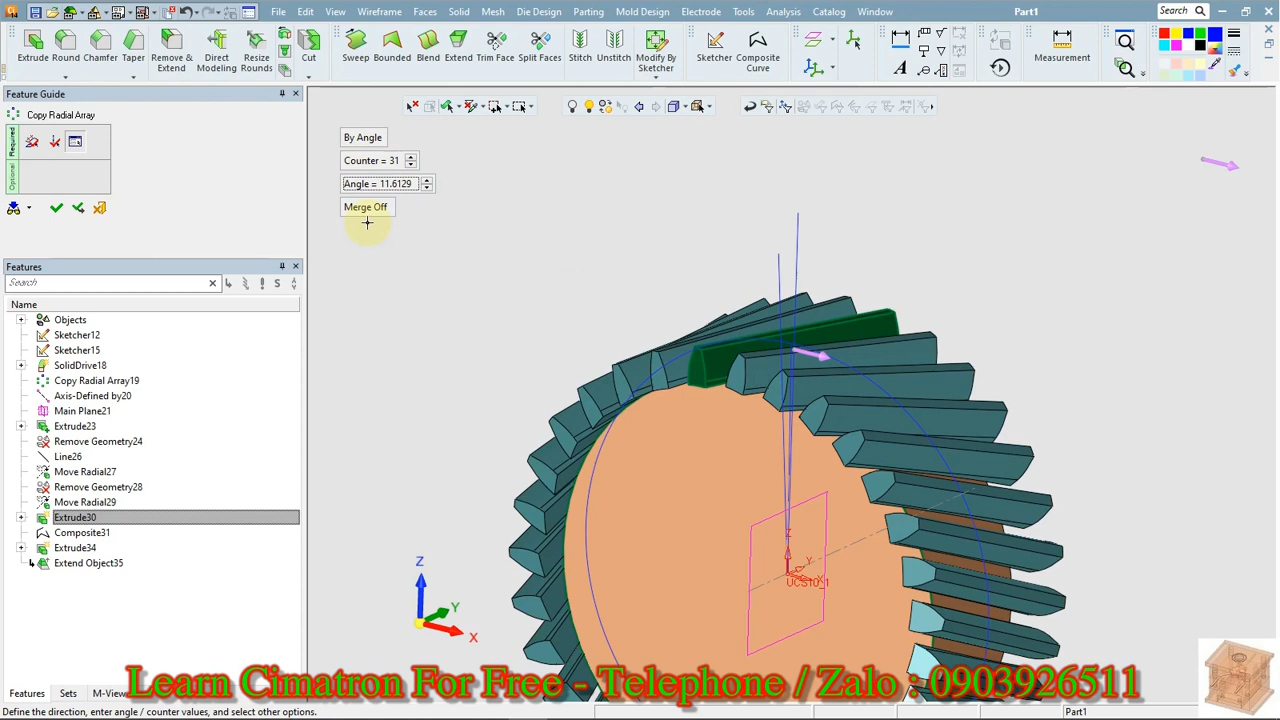 File Edit View Wireframe Faces Solid Mesh Die Design Parting Mold Design Electrode Tools Analysis Catalog Window Part1 Search
Extrude Round Chamfer Taper Remove & Extend Direct Modeling Resize Rounds Cut Sweep Bounded Blend Extend Trim Face Split Faces Stitch Unstitch Modify By Sketcher Sketcher Composite Curve Measurement
Feature Guide
Copy Radial Array
Required
Optional
By Angle
Counter = 31
Angle = 11.6129
Merge Off
Features
Search
Name
Objects
Sketcher12
Sketcher15
SolidDrive18
Copy Radial Array19
Axis-Defined by20
Main Plane21
Extrude23
Remove Geometry24
Line26
Move Radial27
Remove Geometry28
Move Radial29
Extrude30
Composite31
Extrude34
Extend Object35
Z
Y
X
Z
Y
X
UCS10_1
Features Sets M-View
Learn Cimatron For Free - Telephone / Zalo : 0903926511
Define the direction, enter angle / counter values, and select other options. Part1